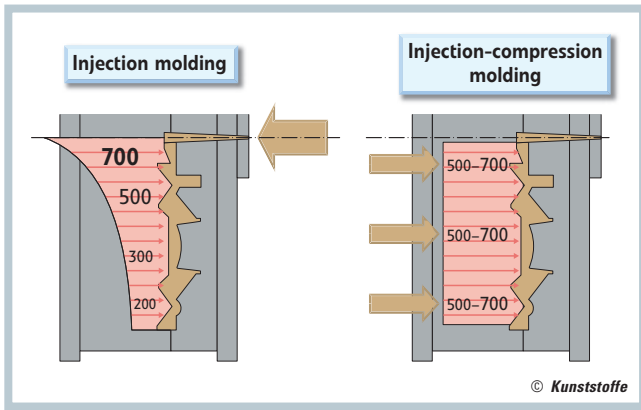 Injection molding
Injection-compression
molding
700
500
300
200
500–700
500–700
500–700
© Kunststoffe